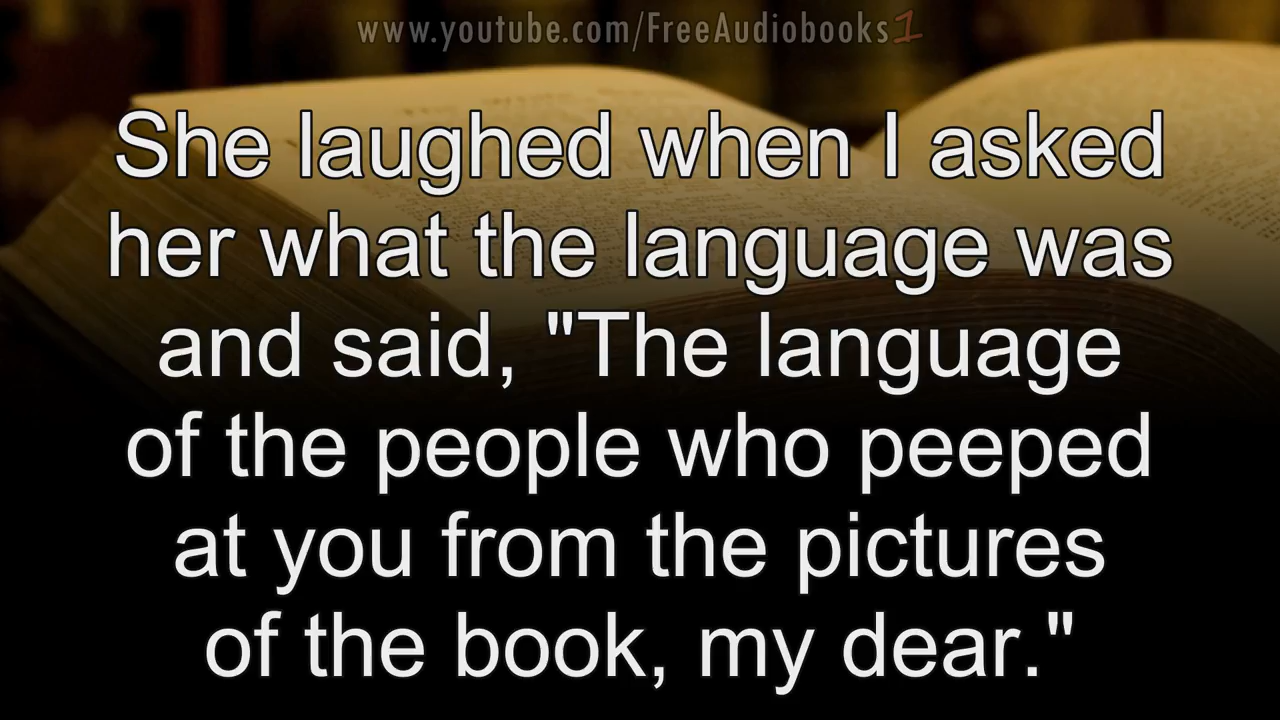 www.youtube.com/FreeAudiobooks1
She laughed when I asked
her what the language was
and said, "The language
of the people who peeped
at you from the pictures
of the book, my dear."